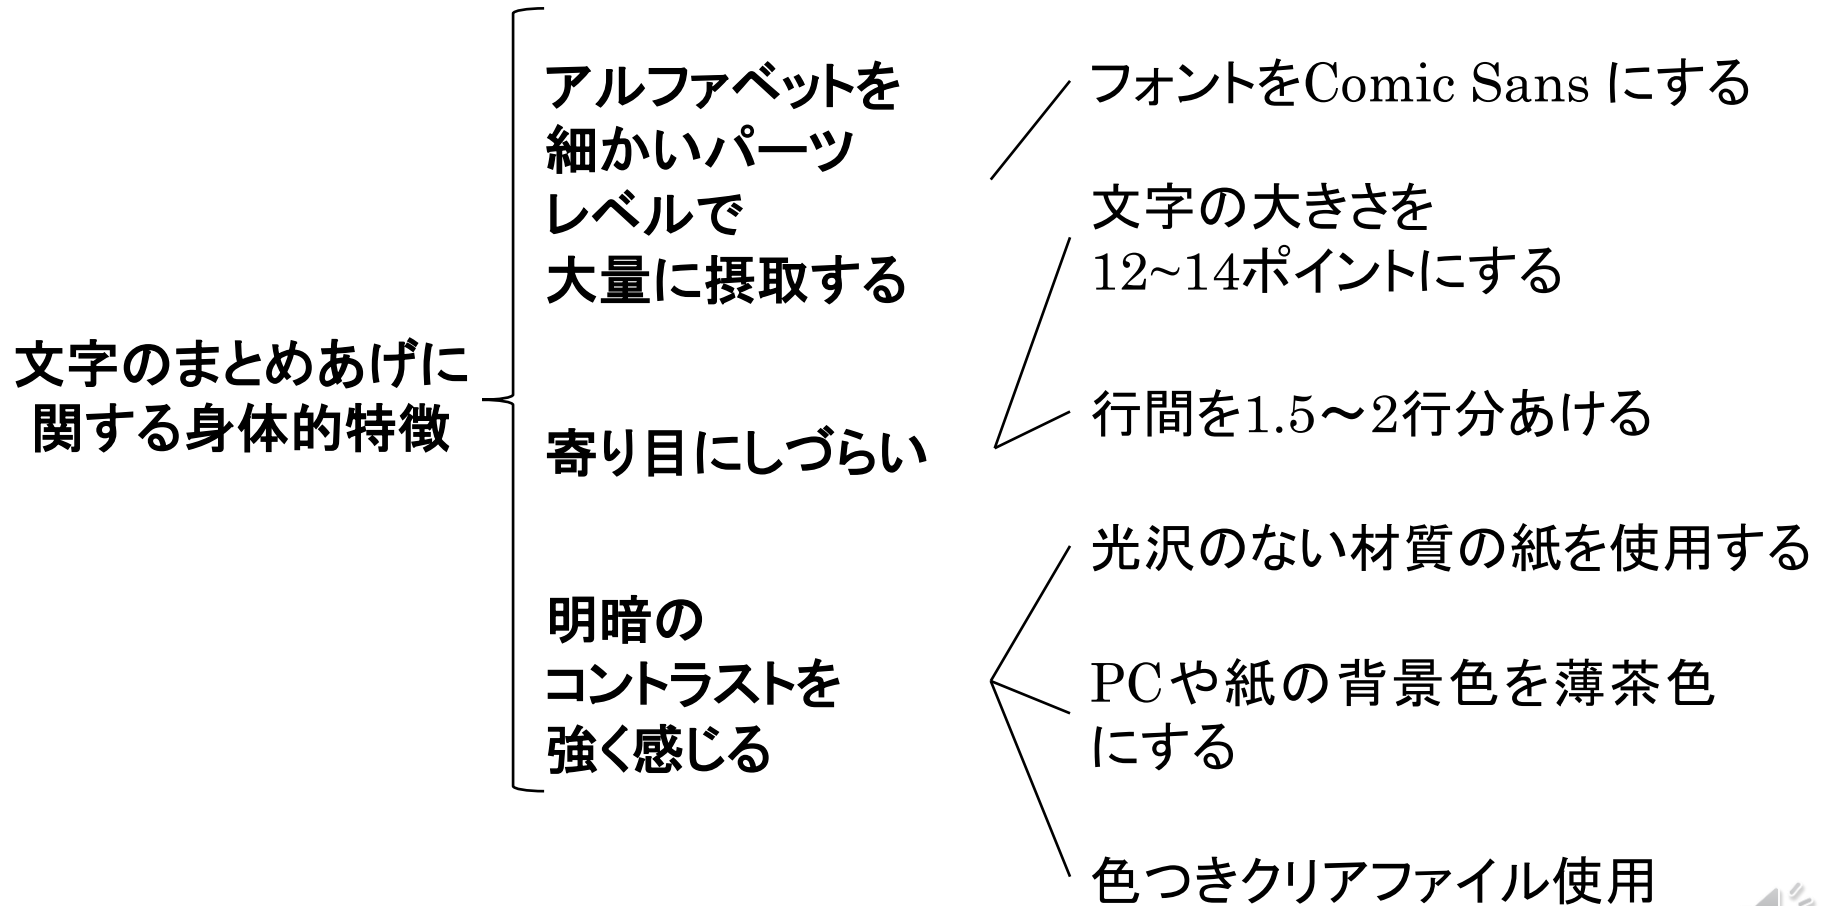 文字のまとめあげに
関する身体的特徴
アルファベットを
細かいパーツ
レベルで
大量に摂取する
寄り目にしづらい
明暗の
コントラストを
強く感じる
フォントをComic Sans にする
文字の大きさを
12~14ポイントにする
行間を1.5～2行分あける
光沢のない材質の紙を使用する
PCや紙の背景色を薄茶色
にする
色つきクリアファイル使用